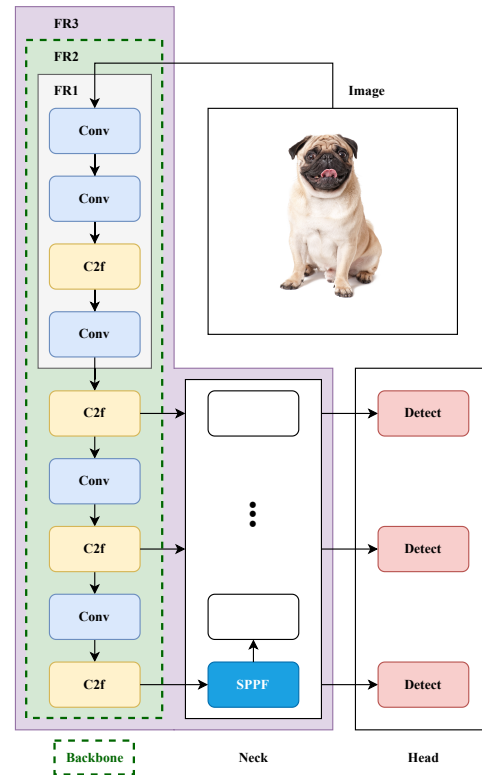 FR3
FR2
FR1
Image
Conv
Conv
C2f
Conv
C2f
Detect
Conv
C2f
Detect
Conv
C2f
SPPF
Detect
Backbone
Neck
Head